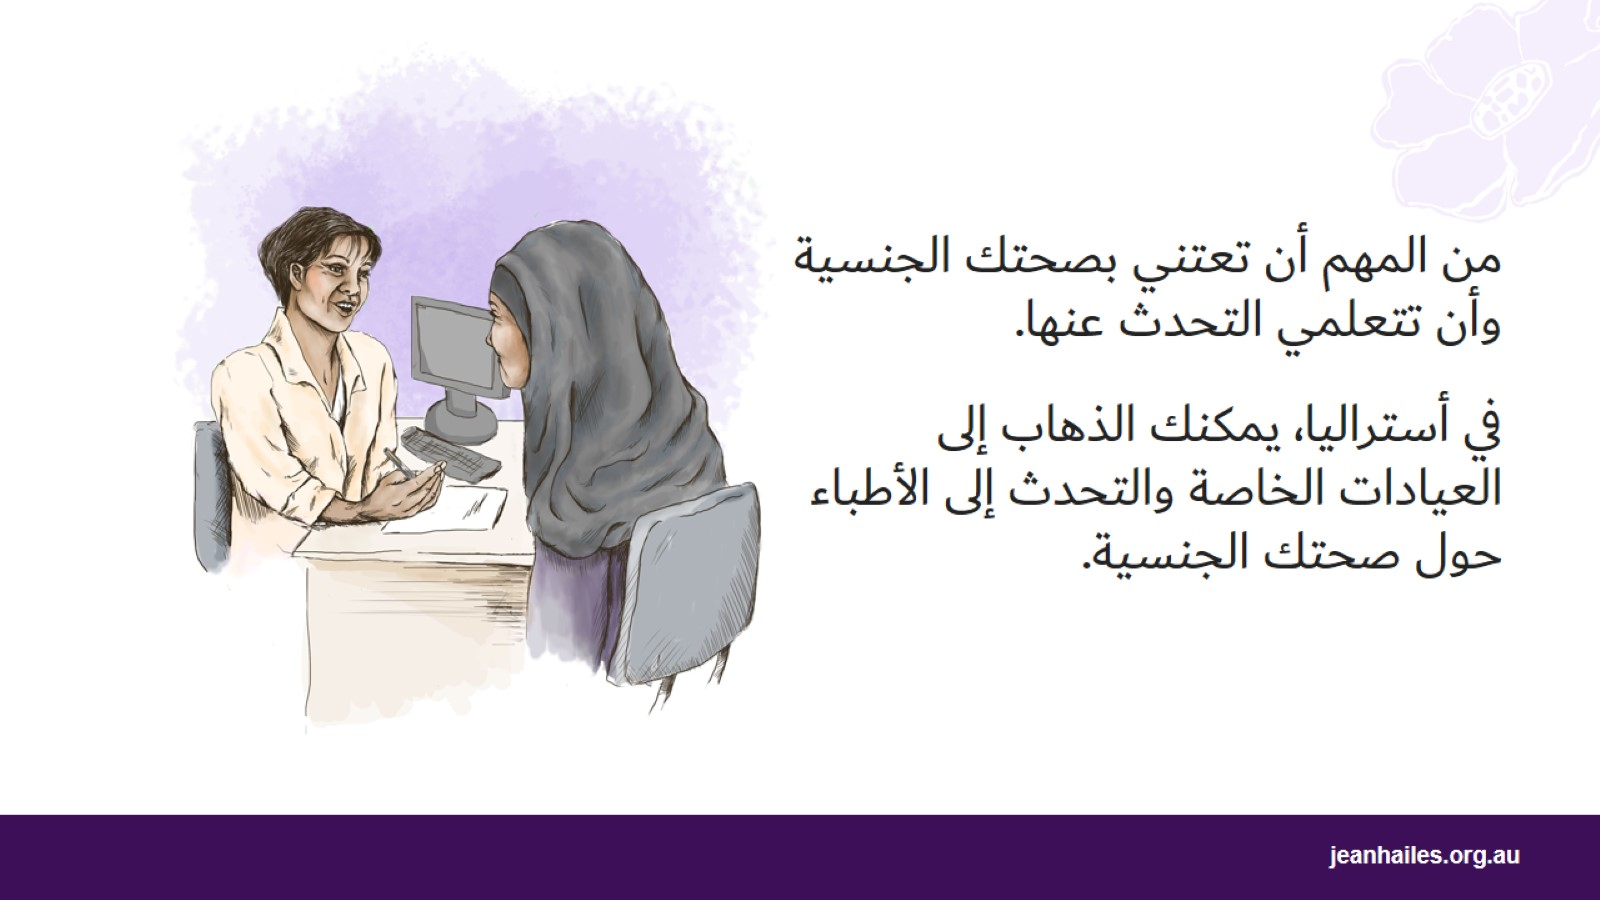 من المهم أن تعتني بصحتك الجنسية
وأن تتعلمي التحدث عنها.
في أستراليا، يمكنك الذهاب إلى
العيادات الخاصة والتحدث إلى الأطباء
حول صحتك الجنسية.
jeanhailes.org.au